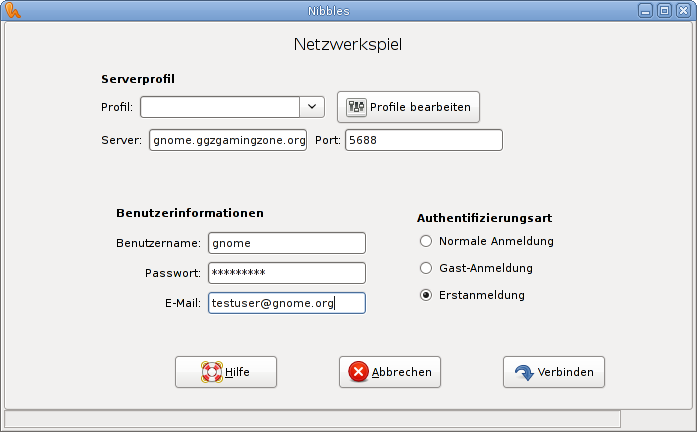 Nibbles
Netzwerkspiel
Serverprofil
Profil: Profile bearbeiten
Server: gnome.ggzgamingzone.org Port: 5688
Benutzerinformationen
Authentifizierungsart
Benutzername: gnome
Normale Anmeldung
Passwort: *********
Gast-Anmeldung
E-Mail: testuser@gnome.org
Erstanmeldung
Hilfe Abbrechen Verbinden